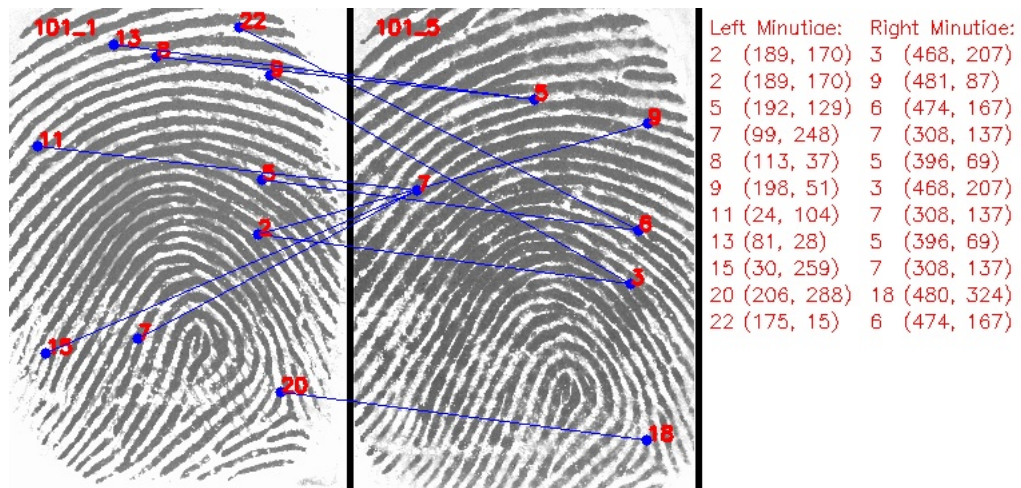 101_1
101_5
22
13
8
9
5
9
11
5
7
2
6
3
15
7
20
18
Left Minutiae: Right Minutiae:
2 (189, 170) 3 (468, 207)
2 (189, 170) 9 (481, 87)
5 (192, 129) 6 (474, 167)
7 (99, 248) 7 (308, 137)
8 (113, 37) 5 (396, 69)
9 (198, 51) 3 (468, 207)
11 (24, 104) 7 (308, 137)
13 (81, 28) 5 (396, 69)
15 (30, 259) 7 (308, 137)
20 (206, 288) 18 (480, 324)
22 (175, 15) 6 (474, 167)